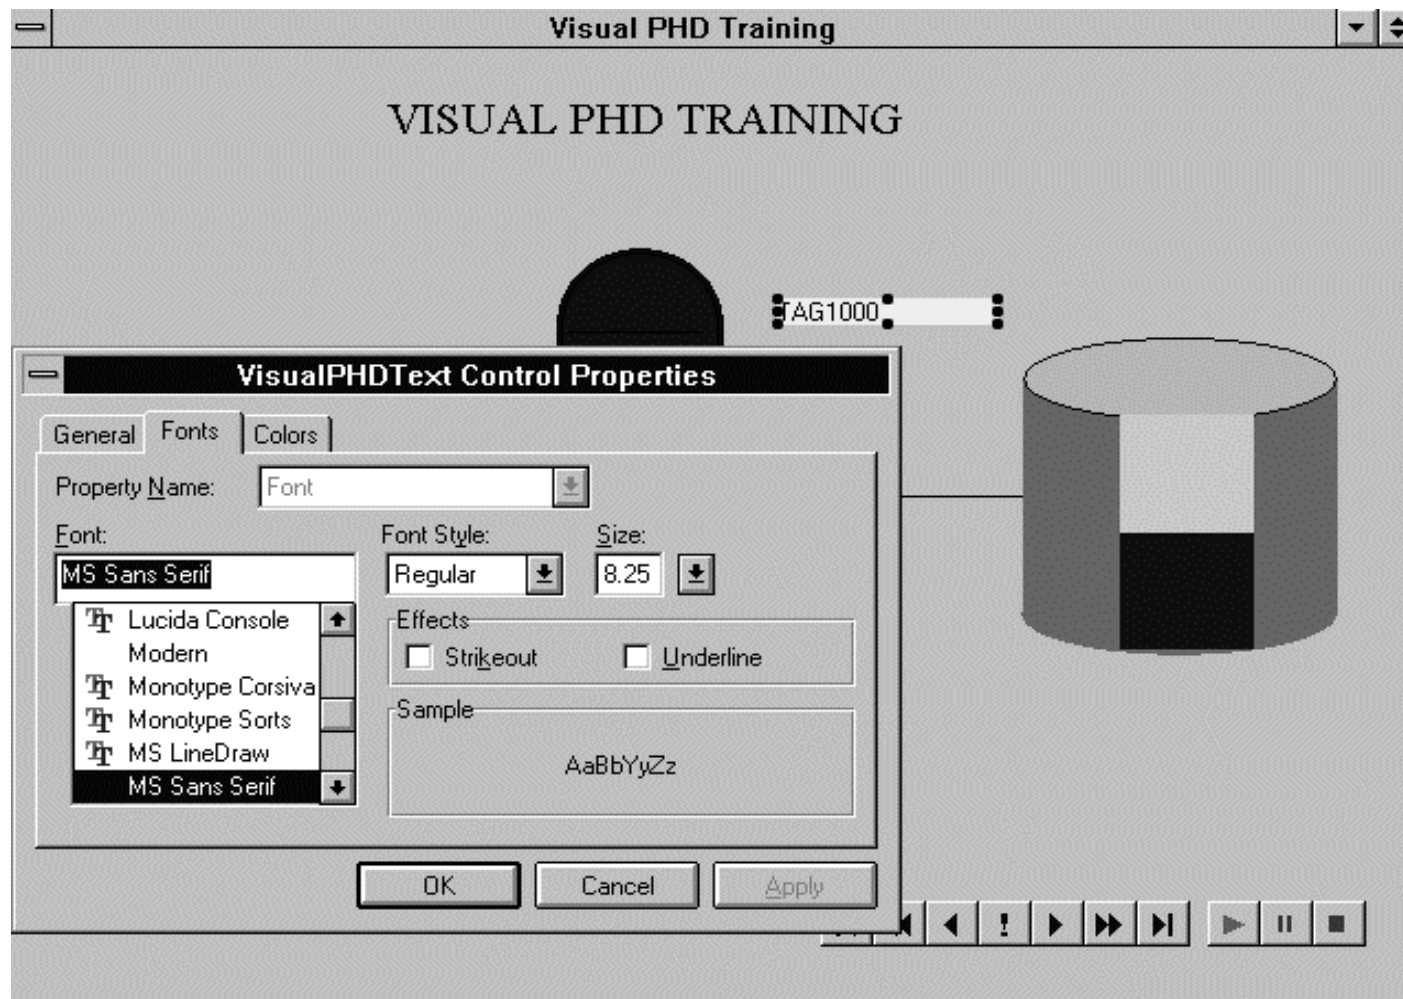 Visual PHD Training
VISUAL PHD TRAINING
TAG1000
VisualPHDText Control Properties
General Fonts Colors
Property Name: Font
Font: Font Style: Size:
MS Sans Serif Regular 8.25
Lucida Console
Modern
Monotype Corsiva
Monotype Sorts
MS LineDraw
MS Sans Serif
Effects
Strikeout Underline
Sample
AaBbYyZz
OK Cancel Apply